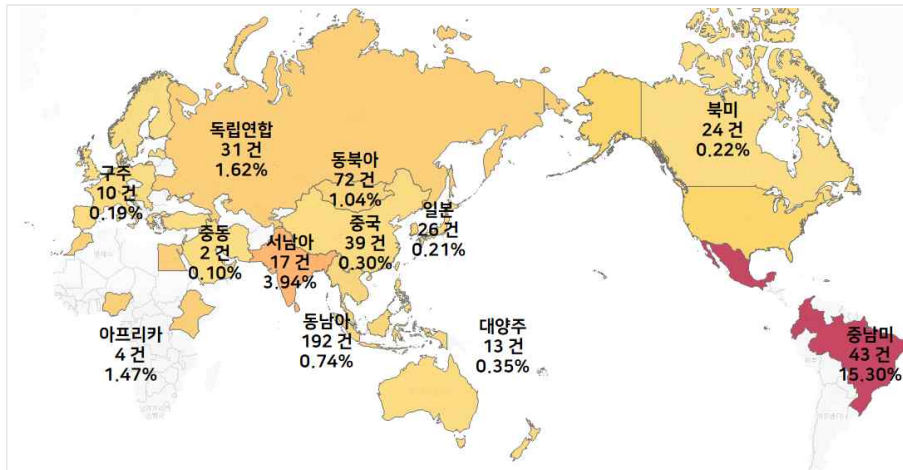 북미
24 건
0.22%
독립연합
31 건
1.62%
동북아
72 건
1.04%
구주
10 건
0.19%
일본
26 건
0.21%
중국
39 건
0.30%
중동
2 건
0.10%
서남아
17 건
3.94%
동남아
192 건
0.74%
대양주
13 건
0.35%
아프리카
4 건
1.47%
중남미
43 건
15.30%